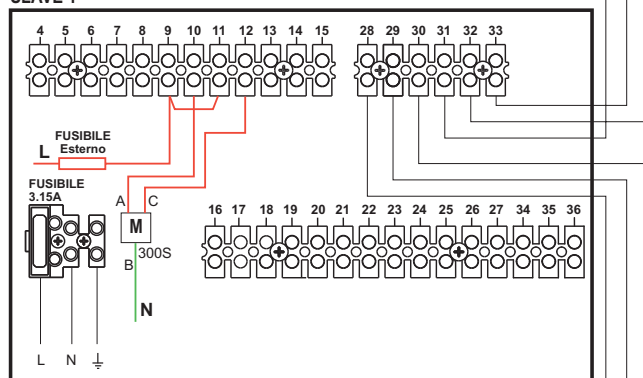 SLAVE 1
4 5 6 7 8 9 10 11 12 13 14 15 28 29 30 31 32 33
FUSIBILE
Esterno
L
FUSIBILE
3.15A
A C
M
300S
B
N
16 17 18 19 20 21 22 23 24 25 26 27 34 35 36
L N